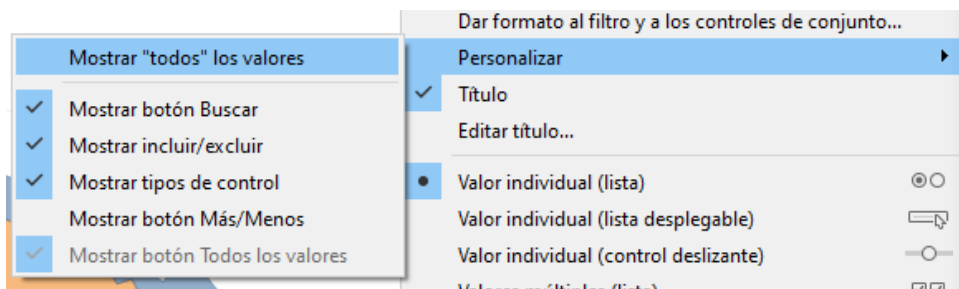 Dar formato al filtro y a los controles de conjunto...
Personalizar
Título
Editar título...
Valor individual (lista)
Valor individual (lista desplegable)
Valor individual (control deslizante)
Mostrar "todos" los valores
Mostrar botón Buscar
Mostrar incluir/excluir
Mostrar tipos de control
Mostrar botón Más/Menos
Mostrar botón Todos los valores